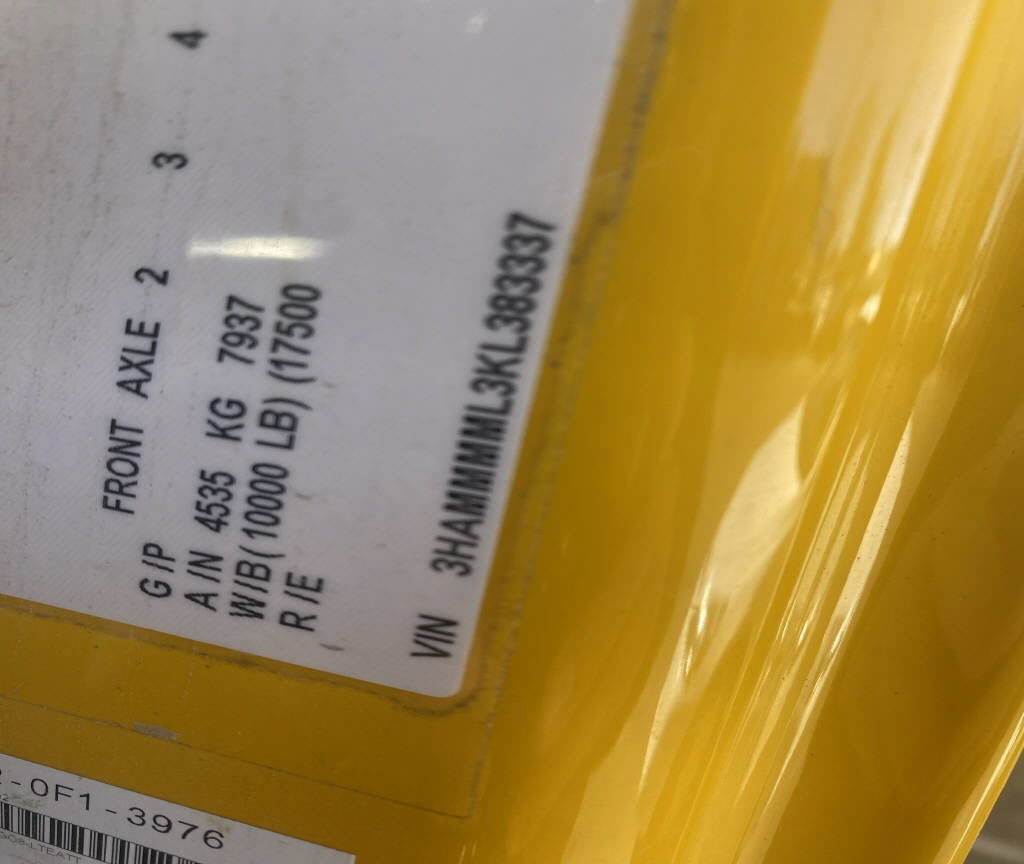 FRONT AXLE 2 3 4
G/P
A/N 4535 KG 7937
W/B(10000 LB)(17500
R/E
VIN 3HAMMMML3KL383337
-0F1-3976